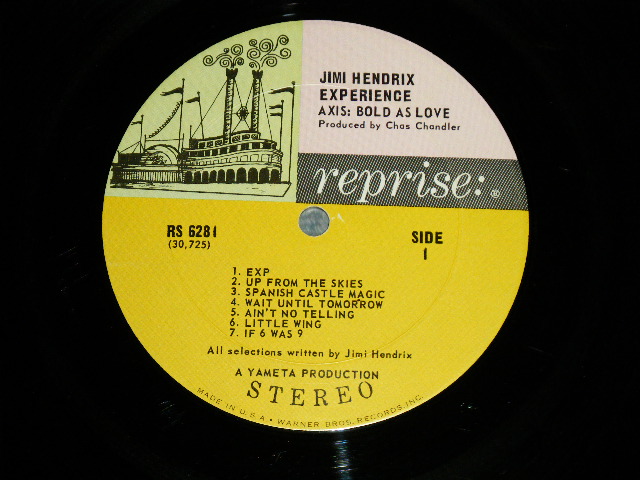 JIMI HENDRIX
EXPERIENCE
AXIS: BOLD AS LOVE
Produced by Chas Chandler
reprise: ®
RS 6281
(30,725)
SIDE
1
1. EXP
2. UP FROM THE SKIES
3. SPANISH CASTLE MAGIC
4. WAIT UNTIL TOMORROW
5. AIN'T NO TELLING
6. LITTLE WING
7. IF 6 WAS 9
All selections written by Jimi Hendrix
A YAMETA PRODUCTION
STEREO
MADE IN U.S.A. • WARNER BROS. RECORDS INC.